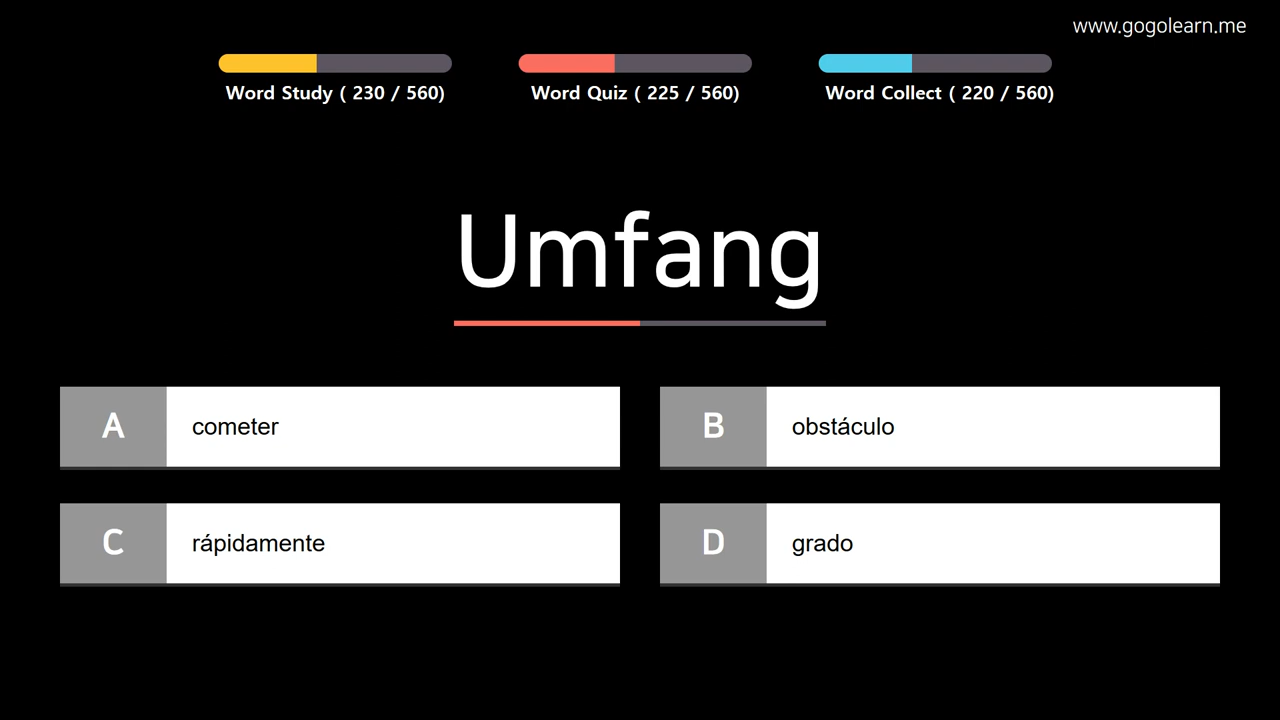 www.gogolearn.me
Word Study ( 230 / 560)
Word Quiz ( 225 / 560)
Word Collect ( 220 / 560)
Umfang
A cometer
B obstáculo
C rápidamente
D grado